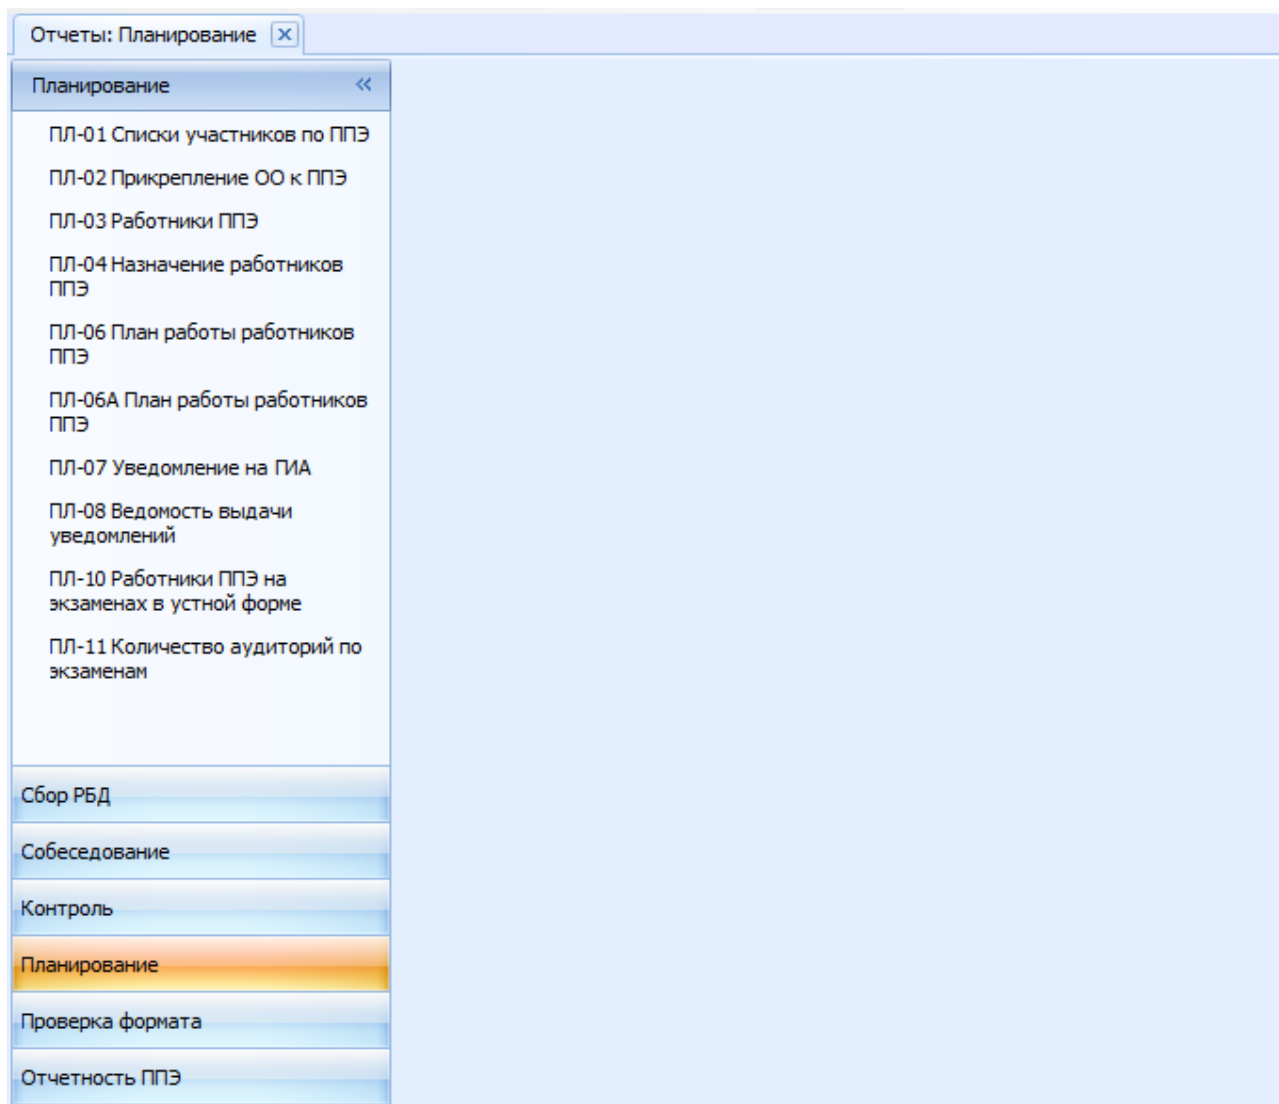 Отчеты: Планирование
Планирование
ПЛ-01 Списки участников по ППЭ
ПЛ-02 Прикрепление ОО к ППЭ
ПЛ-03 Работники ППЭ
ПЛ-04 Назначение работников
ППЭ
ПЛ-06 План работы работников
ППЭ
ПЛ-06А План работы работников
ППЭ
ПЛ-07 Уведомление на ГИА
ПЛ-08 Ведомость выдачи
уведомлений
ПЛ-10 Работники ППЭ на
экзаменах в устной форме
ПЛ-11 Количество аудиторий по
экзаменам
Сбор РБД
Собеседование
Контроль
Планирование
Проверка формата
Отчетность ППЭ